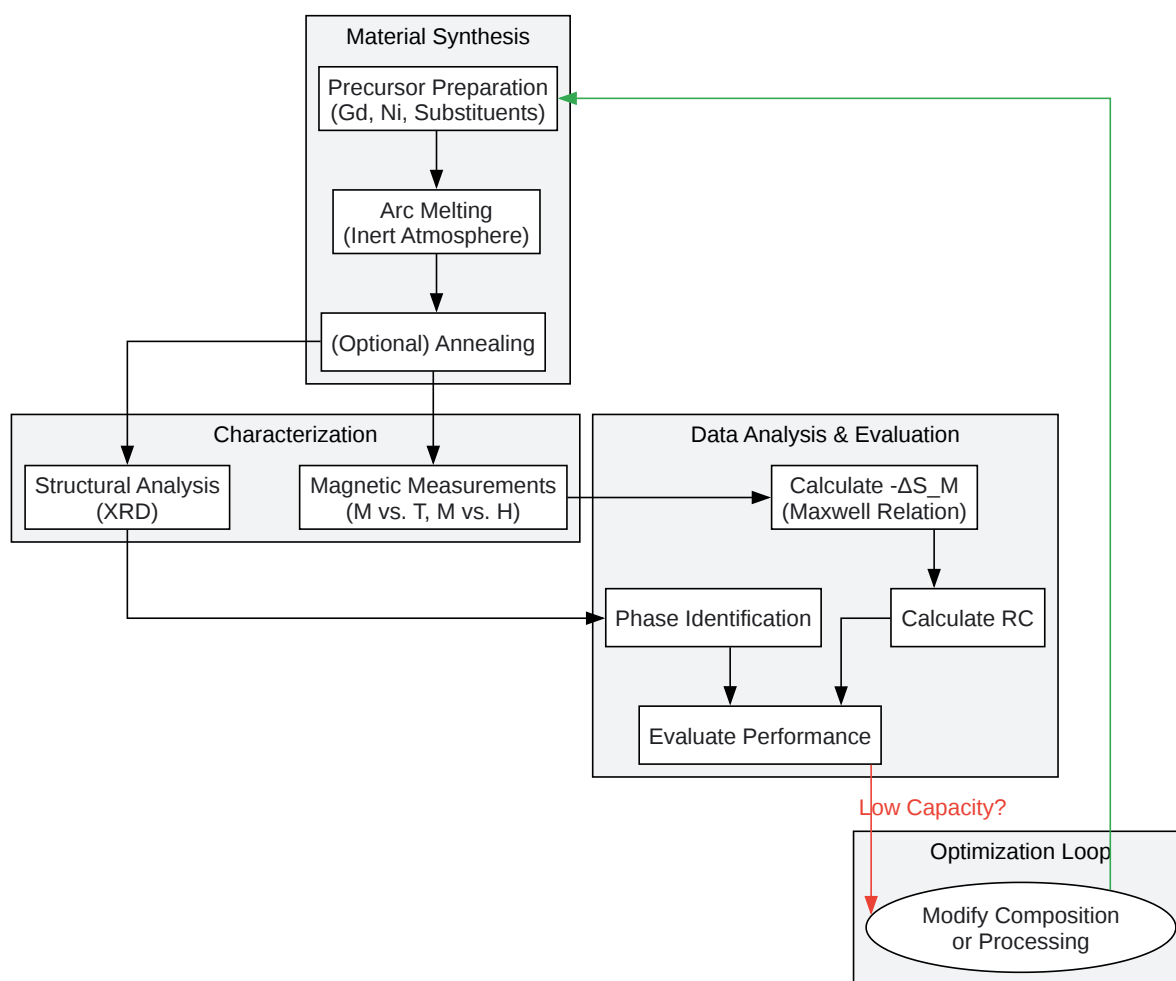 Material Synthesis
Precursor Preparation
(Gd, Ni, Substituents)
Arc Melting
(Inert Atmosphere)
(Optional) Annealing
Characterization
Structural Analysis
(XRD)
Magnetic Measurements
(M vs. T, M vs. H)
Data Analysis & Evaluation
Calculate -ΔS_M
(Maxwell Relation)
Phase Identification
Calculate RC
Evaluate Performance
Low Capacity?
Optimization Loop
Modify Composition
or Processing